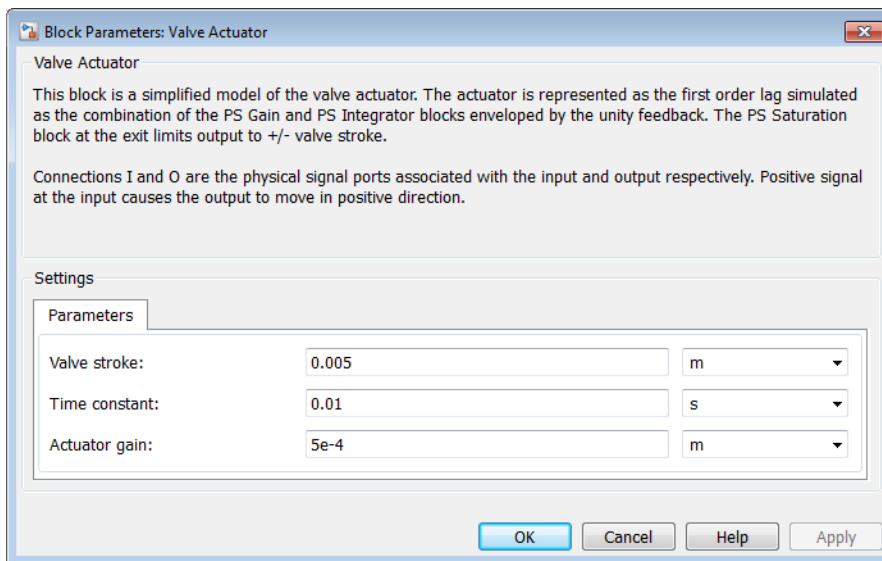 Block Parameters: Valve Actuator
Valve Actuator
This block is a simplified model of the valve actuator. The actuator is represented as the first order lag simulated
as the combination of the PS Gain and PS Integrator blocks enveloped by the unity feedback. The PS Saturation
block at the exit limits output to +/- valve stroke.
Connections I and O are the physical signal ports associated with the input and output respectively. Positive signal
at the input causes the output to move in positive direction.
Settings
Parameters
Valve stroke: 0.005 m
Time constant: 0.01 s
Actuator gain: 5e-4 m
OK Cancel Help Apply